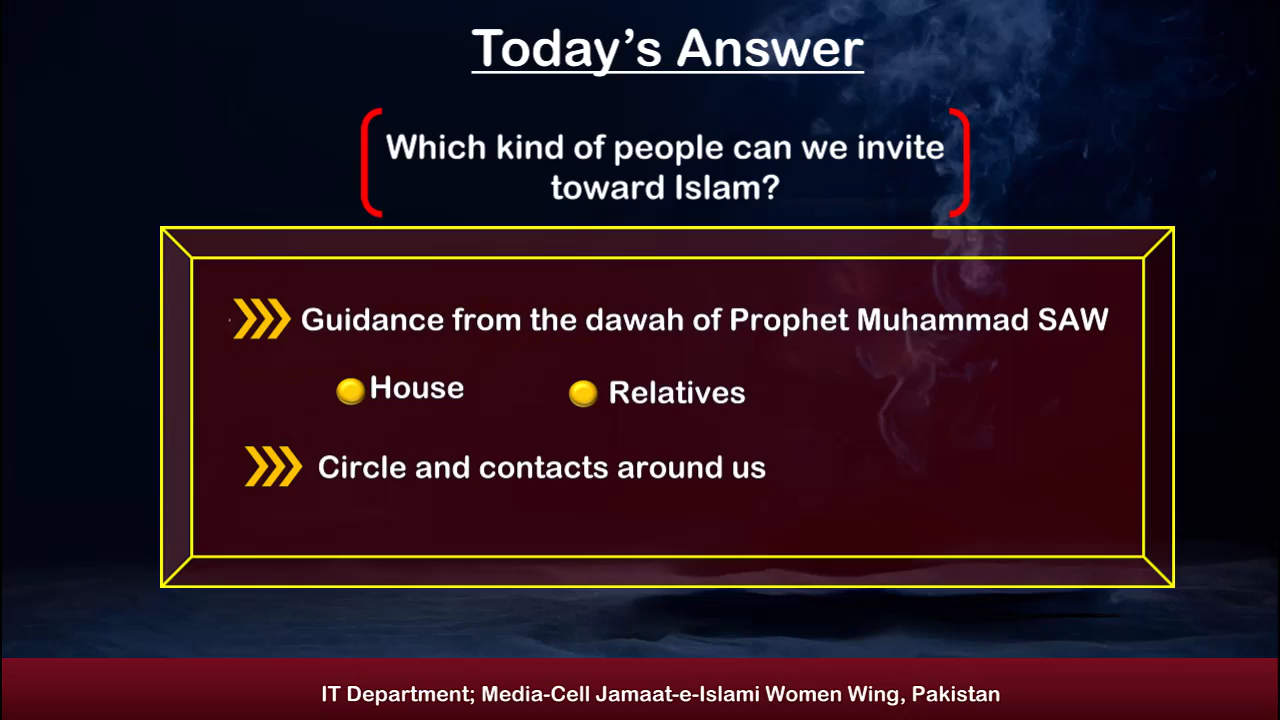 Today’s Answer
Which kind of people can we invite
toward Islam?
Guidance from the dawah of Prophet Muhammad SAW
House Relatives
Circle and contacts around us
IT Department; Media-Cell Jamaat-e-Islami Women Wing, Pakistan